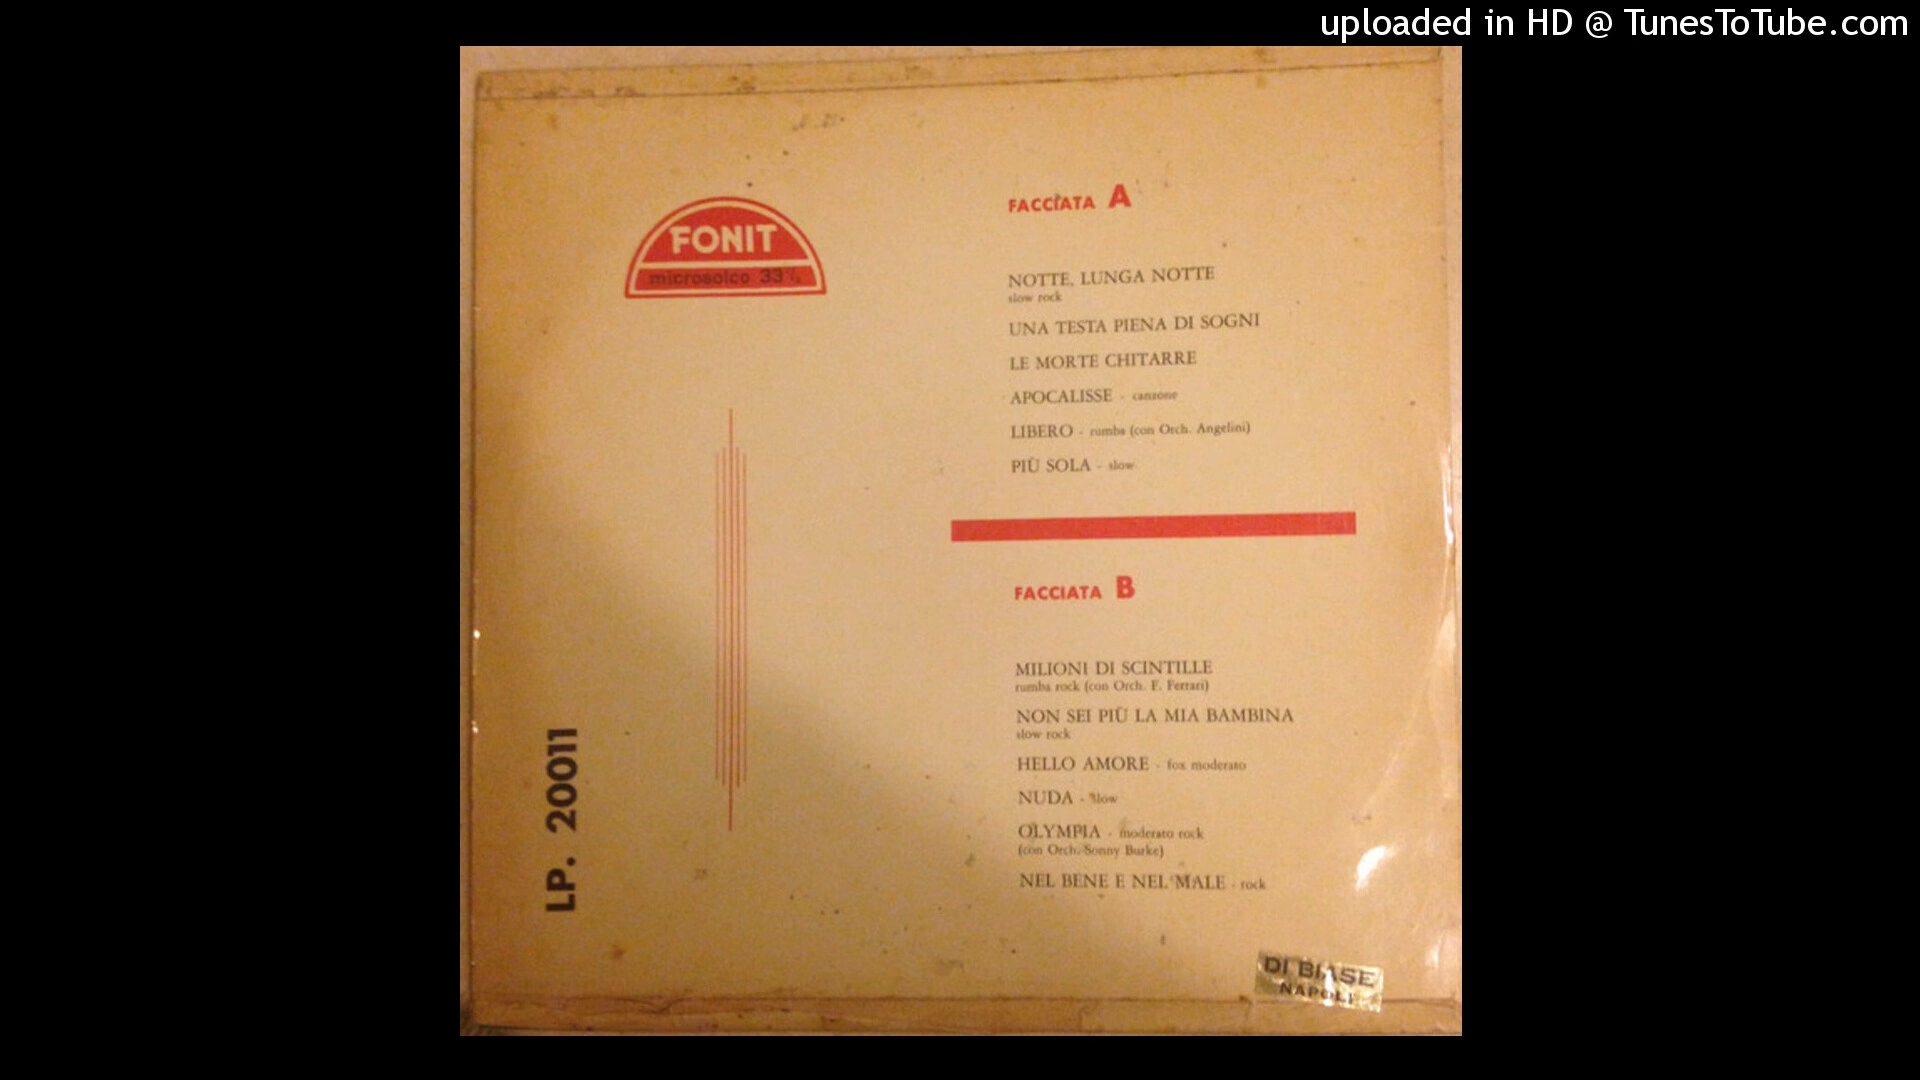 uploaded in HD @ TunesToTube.com
FONIT
microsolco 33⅓
FACCIATA A
NOTTE, LUNGA NOTTE
slow rock
UNA TESTA PIENA DI SOGNI
LE MORTE CHITARRE
APOCALISSE - canzone
LIBERO - rumba (con Orch. Angelini)
PIÙ SOLA - slow
FACCIATA B
MILIONI DI SCINTILLE
rumba rock (con Orch. F. Ferrari)
NON SEI PIÙ LA MIA BAMBINA
slow rock
HELLO AMORE - fox moderato
NUDA - slow
OLYMPIA - moderato rock
(con Orch. Sonny Burke)
NEL BENE E NEL MALE - rock
LP. 20011
DI BIASE
NAPOLI